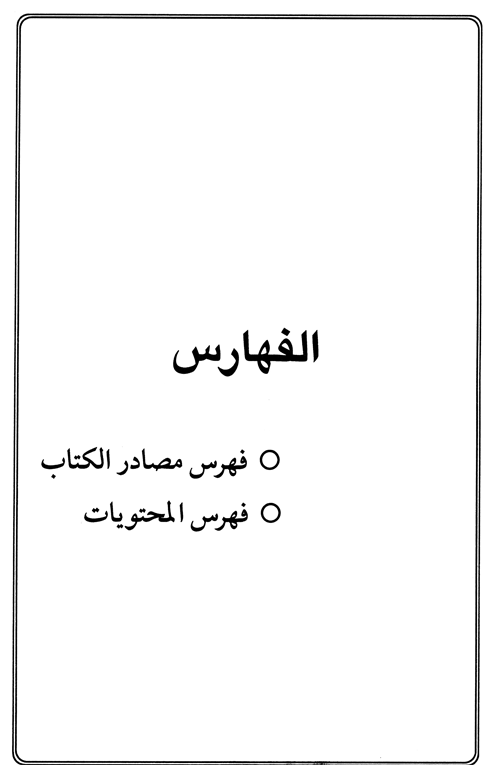 الفهارس
○ فهرس مصادر الكتاب
○ فهرس المحتويات